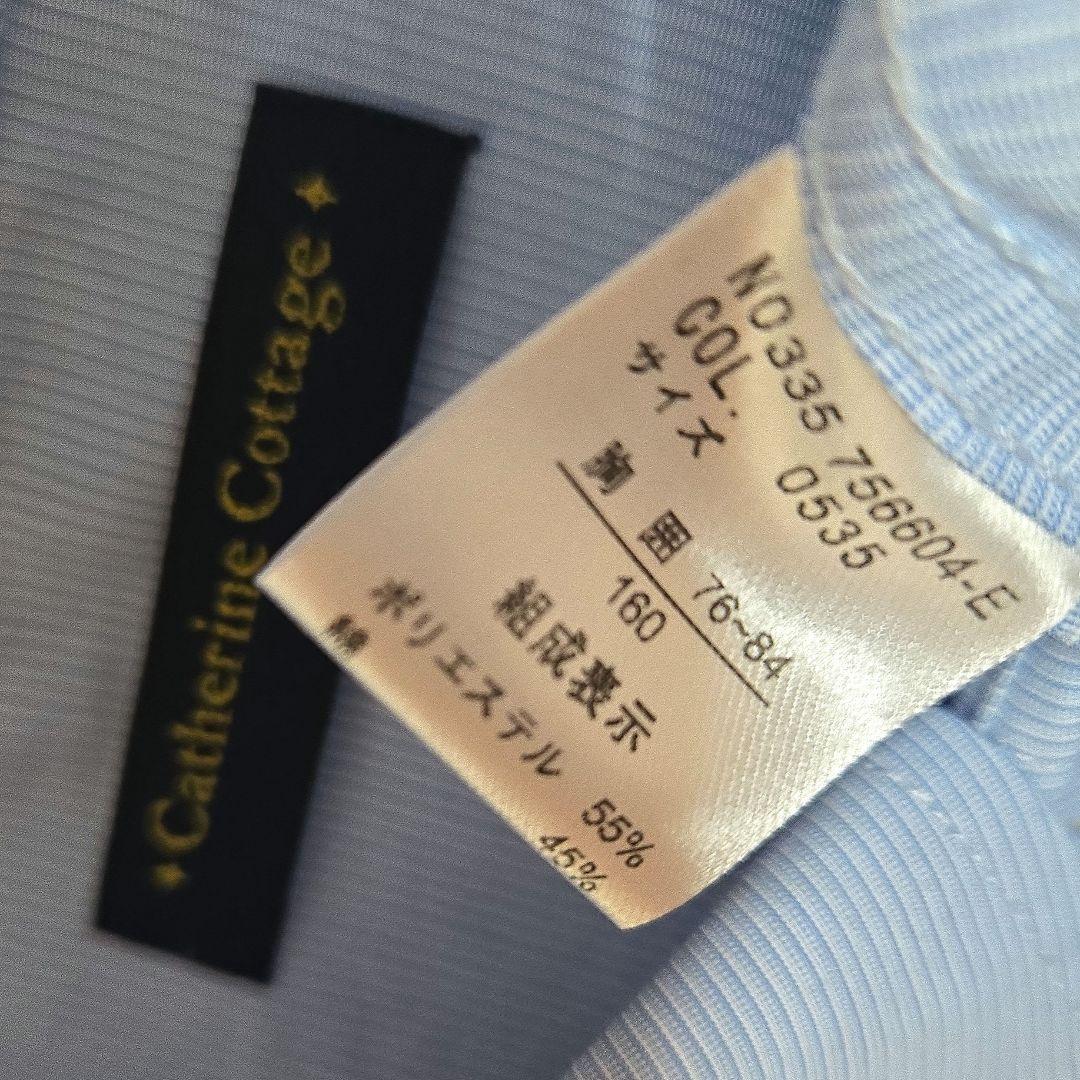 ✦Catherine Cottage✦
NO335 756604-E
COL. 0535
サイズ
胸囲 76~84
160
組成表示
ポリエステル 55%
綿 45%